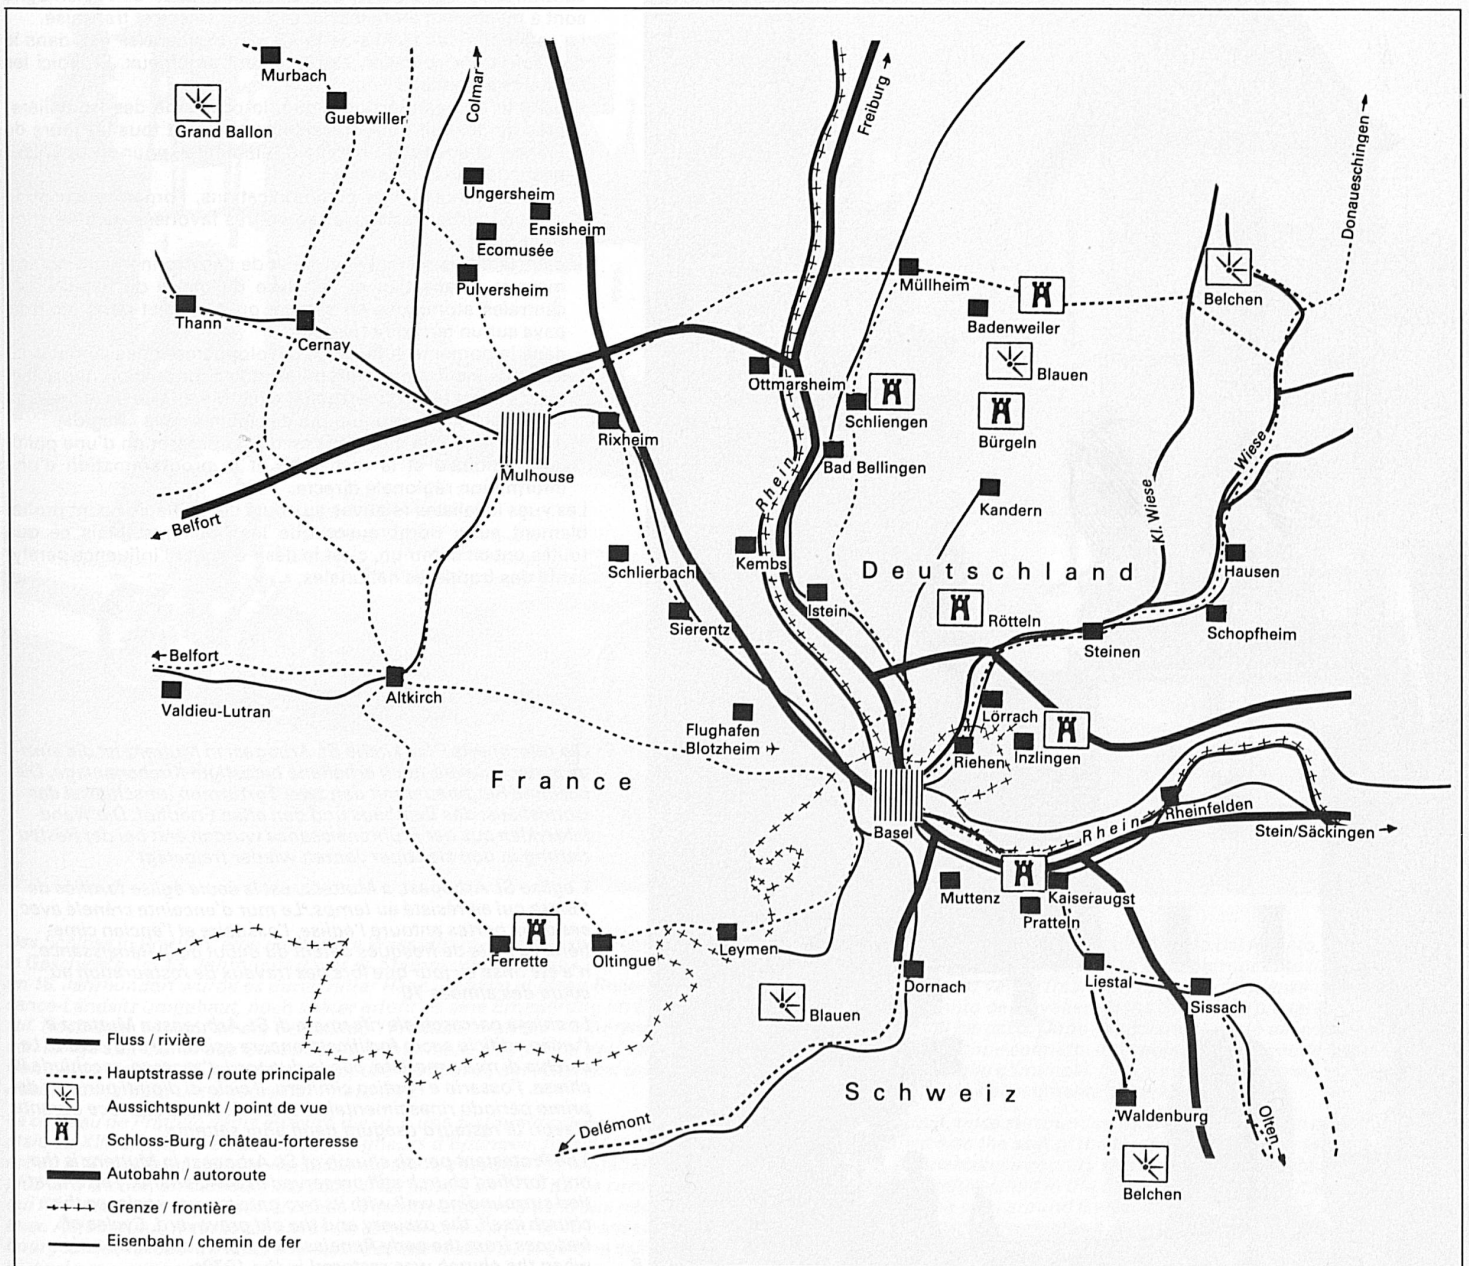 Murbach
Grand Ballon
Guebwiller
Colmar
Freiburg
Donaueschingen
Ungersheim
Ensisheim
Ecomusée
Pulversheim
Thann
Cernay
Müllheim
Badenweiler
Belchen
Blauen
Ottmarsheim
Schliengen
Bürgeln
Rixheim
Bad Bellingen
Mulhouse
Rhein
Wiese
Kl. Wiese
Kandern
Belfort
Schlierbach
Kembs
Deutschland
Hausen
Istein
Sierentz
Rötteln
Steinen
Schopfheim
Belfort
Altkirch
Valdieu-Lutran
Flughafen
Blotzheim
Lörrach
Riehen
Inzlingen
France
Basel
Rhein
Rheinfelden
Stein/Säckingen
Muttenz
Kaiseraugst
Pratteln
Ferrette
Oltingue
Leymen
Dornach
Liestal
Sissach
Blauen
Schweiz
Waldenburg
Olten
Delémont
Belchen
Fluss / rivière
Hauptstrasse / route principale
Aussichtspunkt / point de vue
Schloss-Burg / château-forteresse
Autobahn / autoroute
Grenze / frontière
Eisenbahn / chemin de fer